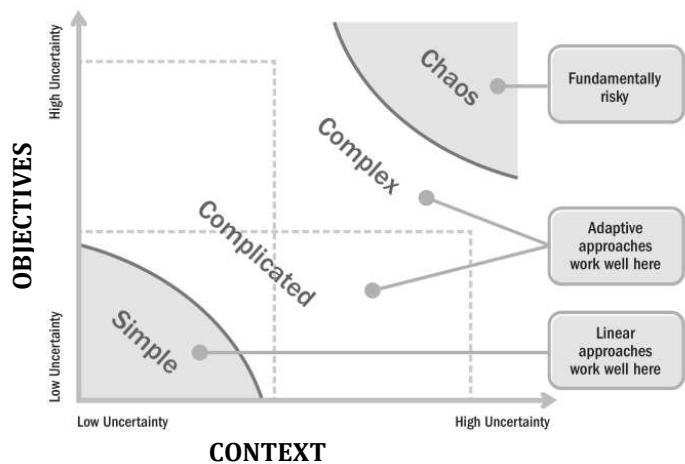 High Uncertainty
OBJECTIVES
Low Uncertainty
Chaos
Fundamentally
risky
Complex
Complicated
Adaptive
approaches
work well here
Simple
Linear
approaches
work well here
Low Uncertainty
High Uncertainty
CONTEXT